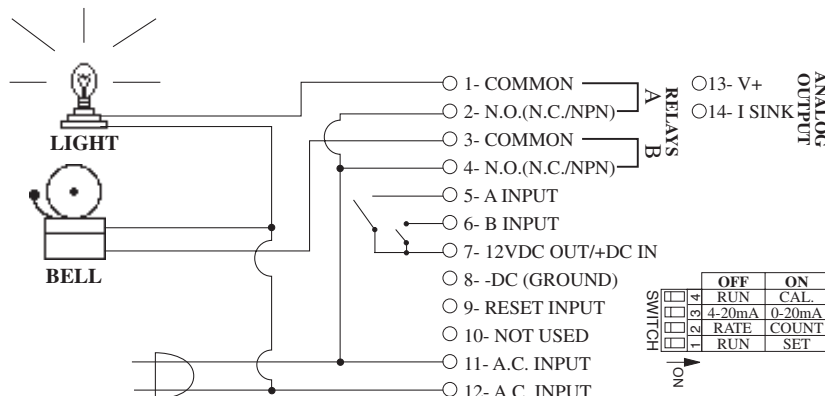 LIGHT
BELL
1- COMMON
2- N.O.(N.C./NPN)
3- COMMON
4- N.O.(N.C./NPN)
5- A INPUT
6- B INPUT
7- 12VDC OUT/+DC IN
8- -DC (GROUND)
9- RESET INPUT
10- NOT USED
11- A.C. INPUT
12- A.C. INPUT
A
B
RELAYS
13- V+
14- I SINK
ANALOG
OUTPUT
SWITCH
OFF ON
4 RUN CAL.
3 4-20mA 0-20mA
2 RATE COUNT
1 RUN SET
ON